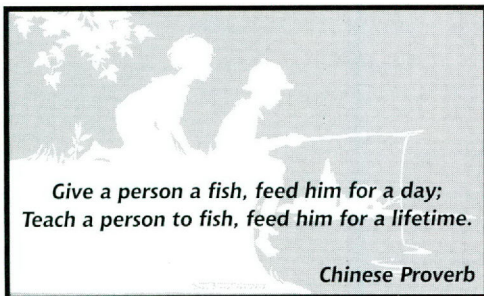 Give a person a fish, feed him for a day;
Teach a person to fish, feed him for a lifetime.
Chinese Proverb